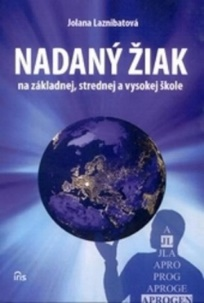 Jolana Laznibatová
NADANÝ ŽIAK
na základnej, strednej a vysokej škole
iris
A
JL
JLA
APRO
PROG
APROGE
APROGEN